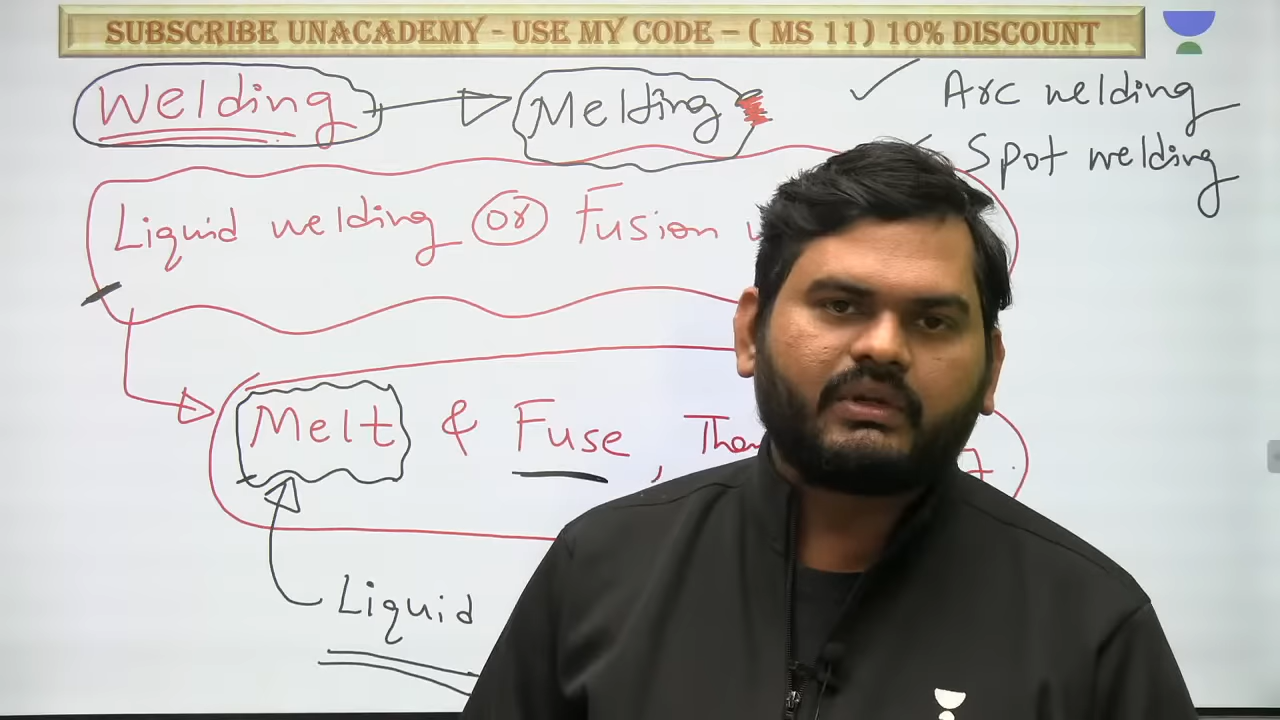 SUBSCRIBE UNACADEMY - USE MY CODE – ( MS 11) 10% DISCOUNT
Welding → Melding
Arc welding
Spot welding
Liquid welding or Fusion
Melt & Fuse,
Liquid